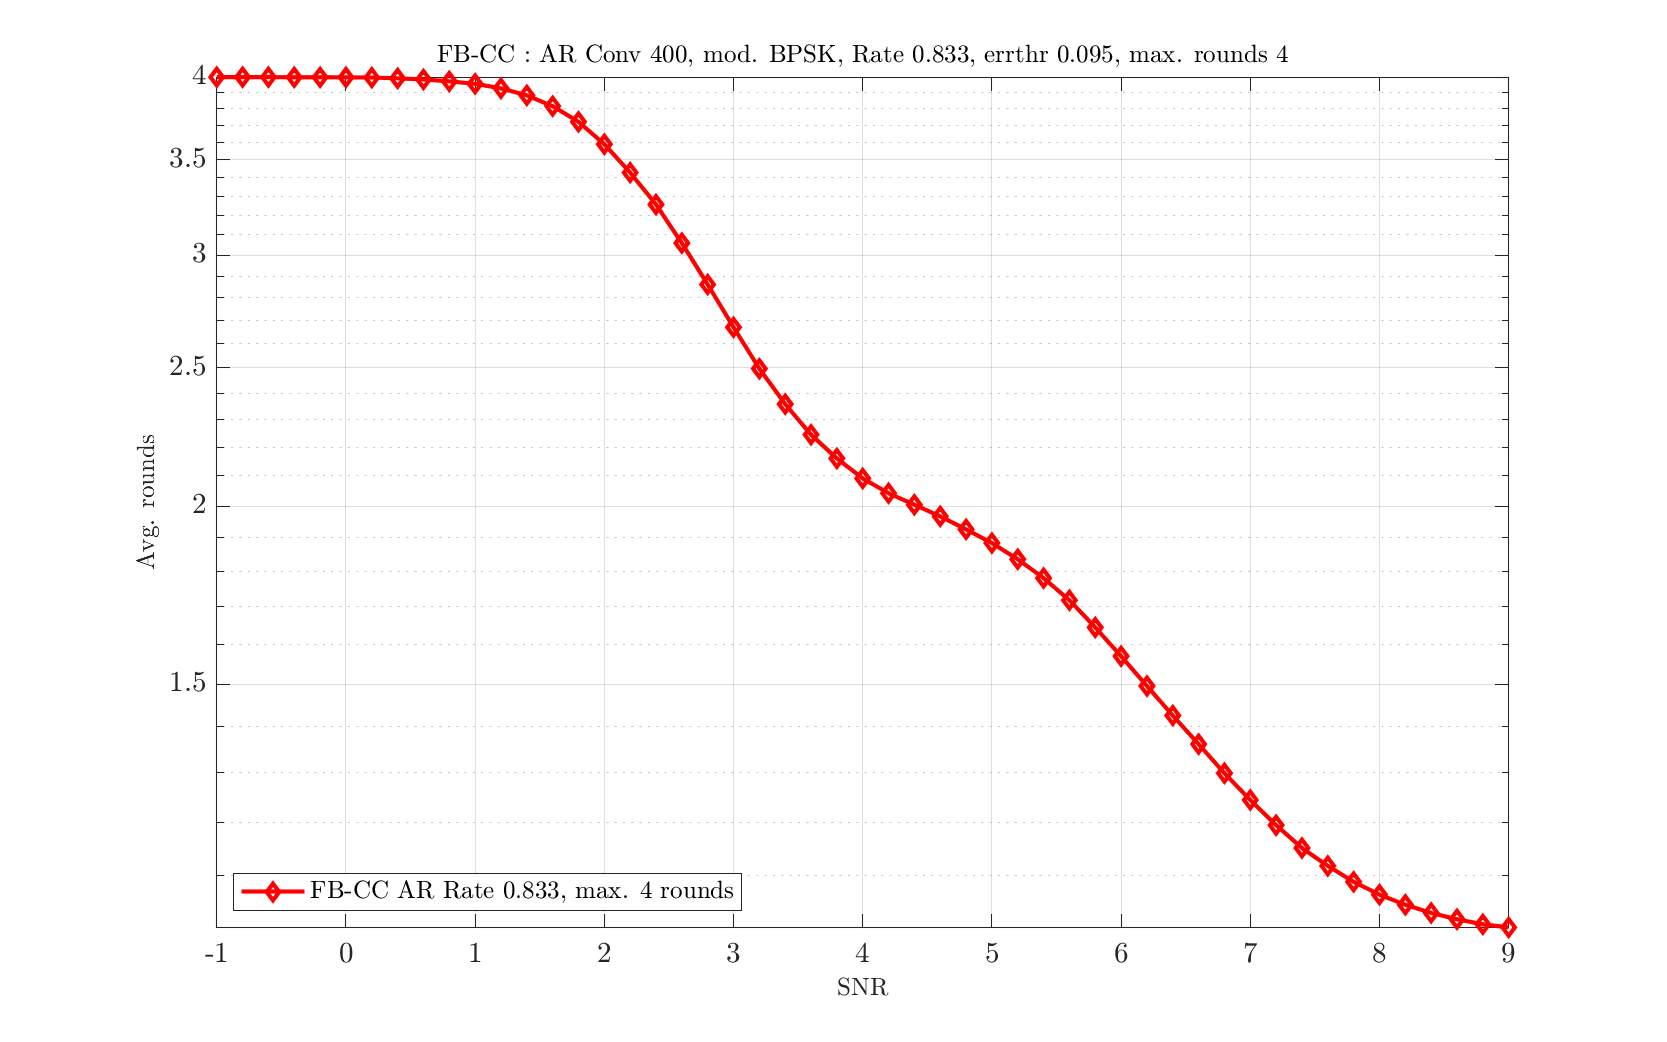 FB-CC : AR Conv 400, mod. BPSK, Rate 0.833, errthr 0.095, max. rounds 4
4
3.5
3
2.5
2
1.5
Avg. rounds
FB-CC AR Rate 0.833, max. 4 rounds
-1 0 1 2 3 4 5 6 7 8 9
SNR